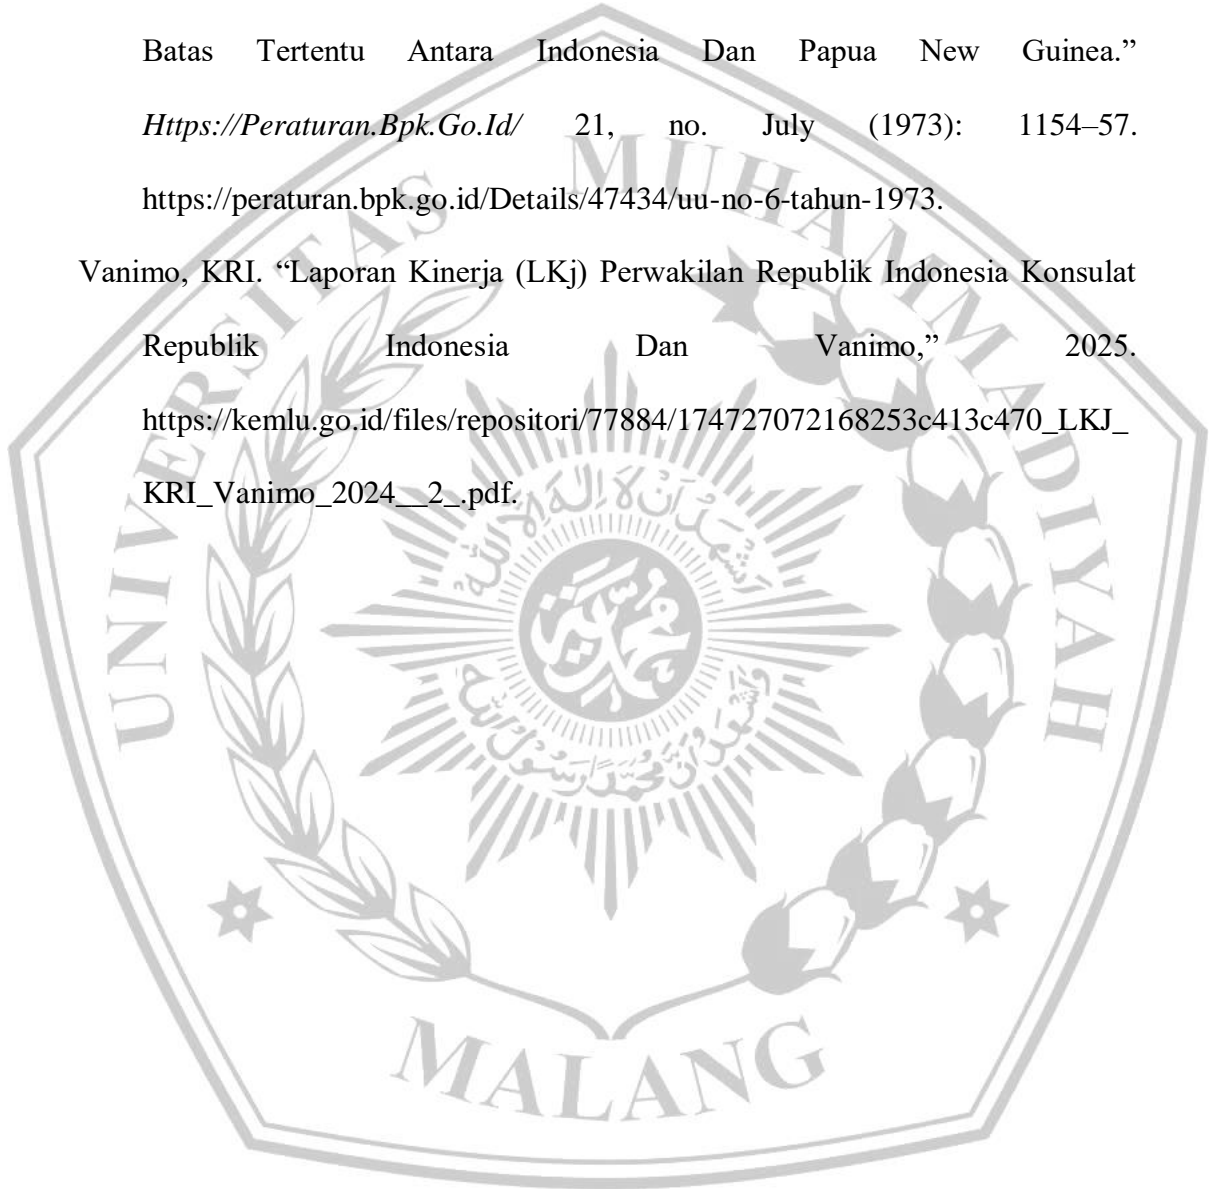 Batas Tertentu Antara Indonesia Dan Papua New Guinea.”
Https://Peraturan.Bpk.Go.Id/ 21, no. July (1973): 1154–57.
https://peraturan.bpk.go.id/Details/47434/uu-no-6-tahun-1973.
Vanimo, KRI. “Laporan Kinerja (LKj) Perwakilan Republik Indonesia Konsulat
Republik Indonesia Dan Vanimo,” 2025.
https://kemlu.go.id/files/repositori/77884/174727072168253c413c470_LKJ_
KRI_Vanimo_2024__2_.pdf.
UNIVERSITAS MUHAMMADIYAH
MALANG